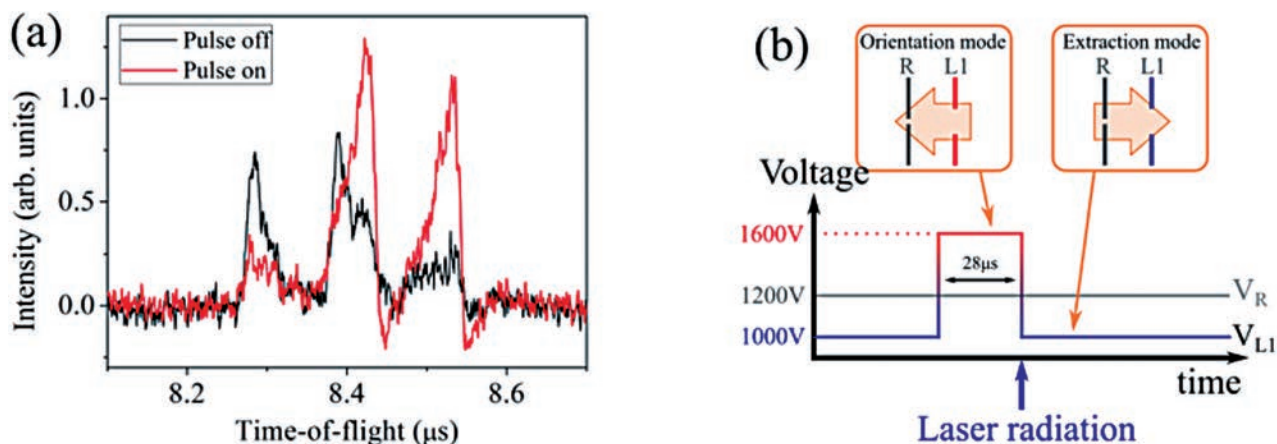 (a)
Pulse off
Pulse on
1.0
0.5
0.0
Intensity (arb. units)
8.2
8.4
8.6
Time-of-flight (μs)
(b)
Orientation mode
R L1
Extraction mode
R L1
Voltage
1600V
28μs
1200V
V_R
1000V
V_L1
time
Laser radiation